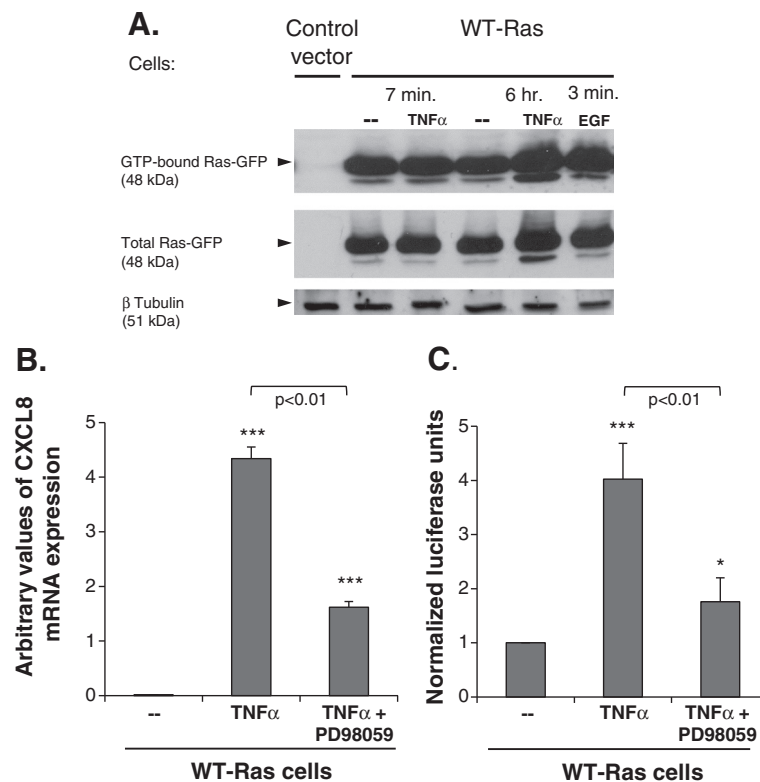 A.
Cells:
Control
vector
WT-Ras
7 min.
6 hr.
3 min.
--
TNFα
--
TNFα
EGF
GTP-bound Ras-GFP
(48 kDa)
Total Ras-GFP
(48 kDa)
β Tubulin
(51 kDa)
B.
Arbitrary values of CXCL8
mRNA expression
5
4
3
2
1
0
p<0.01
***
***
--
TNFα
TNFα +
PD98059
WT-Ras cells
C.
Normalized luciferase units
5
4
3
2
1
0
p<0.01
***
*
--
TNFα
TNFα +
PD98059
WT-Ras cells